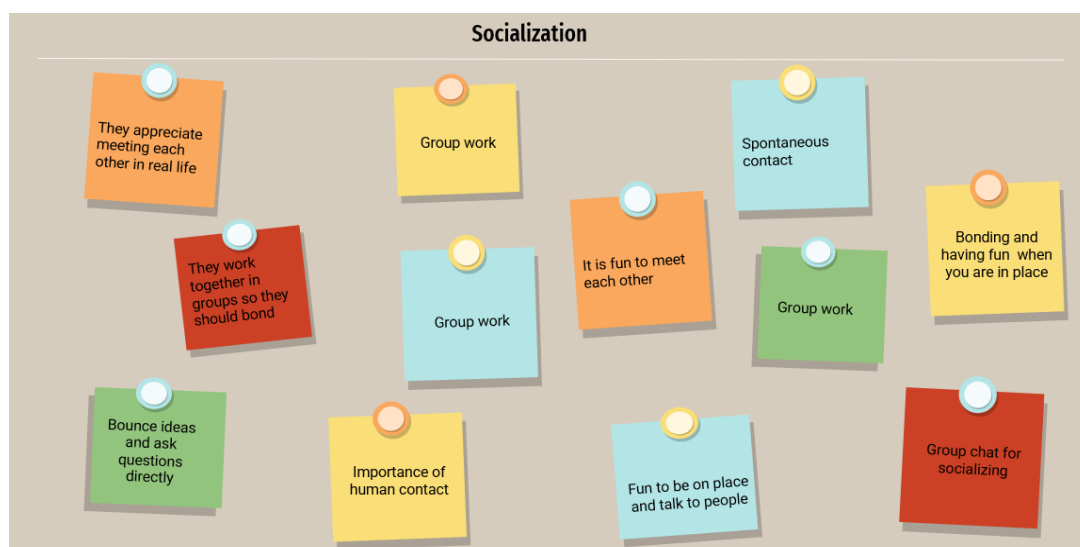 Socialization
They appreciate
meeting each
other in real life
Group work
Spontaneous
contact
Bonding and
having fun when
you are in place
They work
together in
groups so they
should bond
Group work
It is fun to meet
each other
Group work
Bounce ideas
and ask
questions
directly
Importance of
human contact
Fun to be on place
and talk to people
Group chat for
socializing